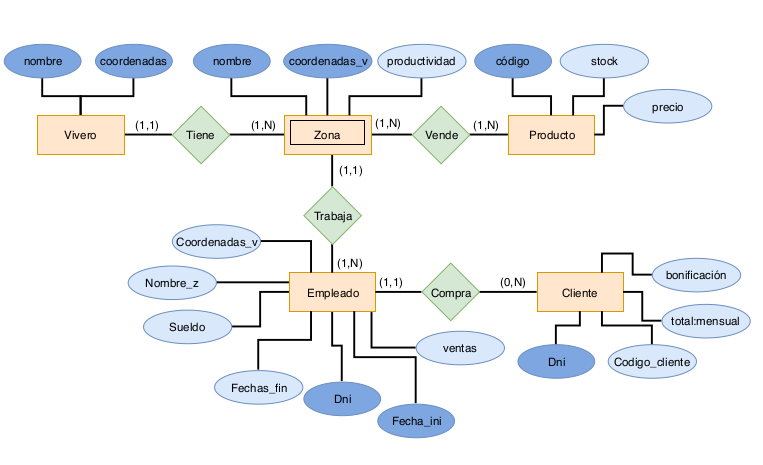 nombre
coordenadas
nombre
coordenadas_v
productividad
código
stock
precio
Vivero
(1,1)
Tiene
(1,N)
Zona
(1,N)
Vende
(1,N)
Producto
(1,1)
Trabaja
(1,N)
Coordenadas_v
Nombre_z
Sueldo
Fechas_fin
Dni
Fecha_ini
ventas
Empleado
(1,1)
Compra
(0,N)
Cliente
bonificación
total:mensual
Codigo_cliente
Dni